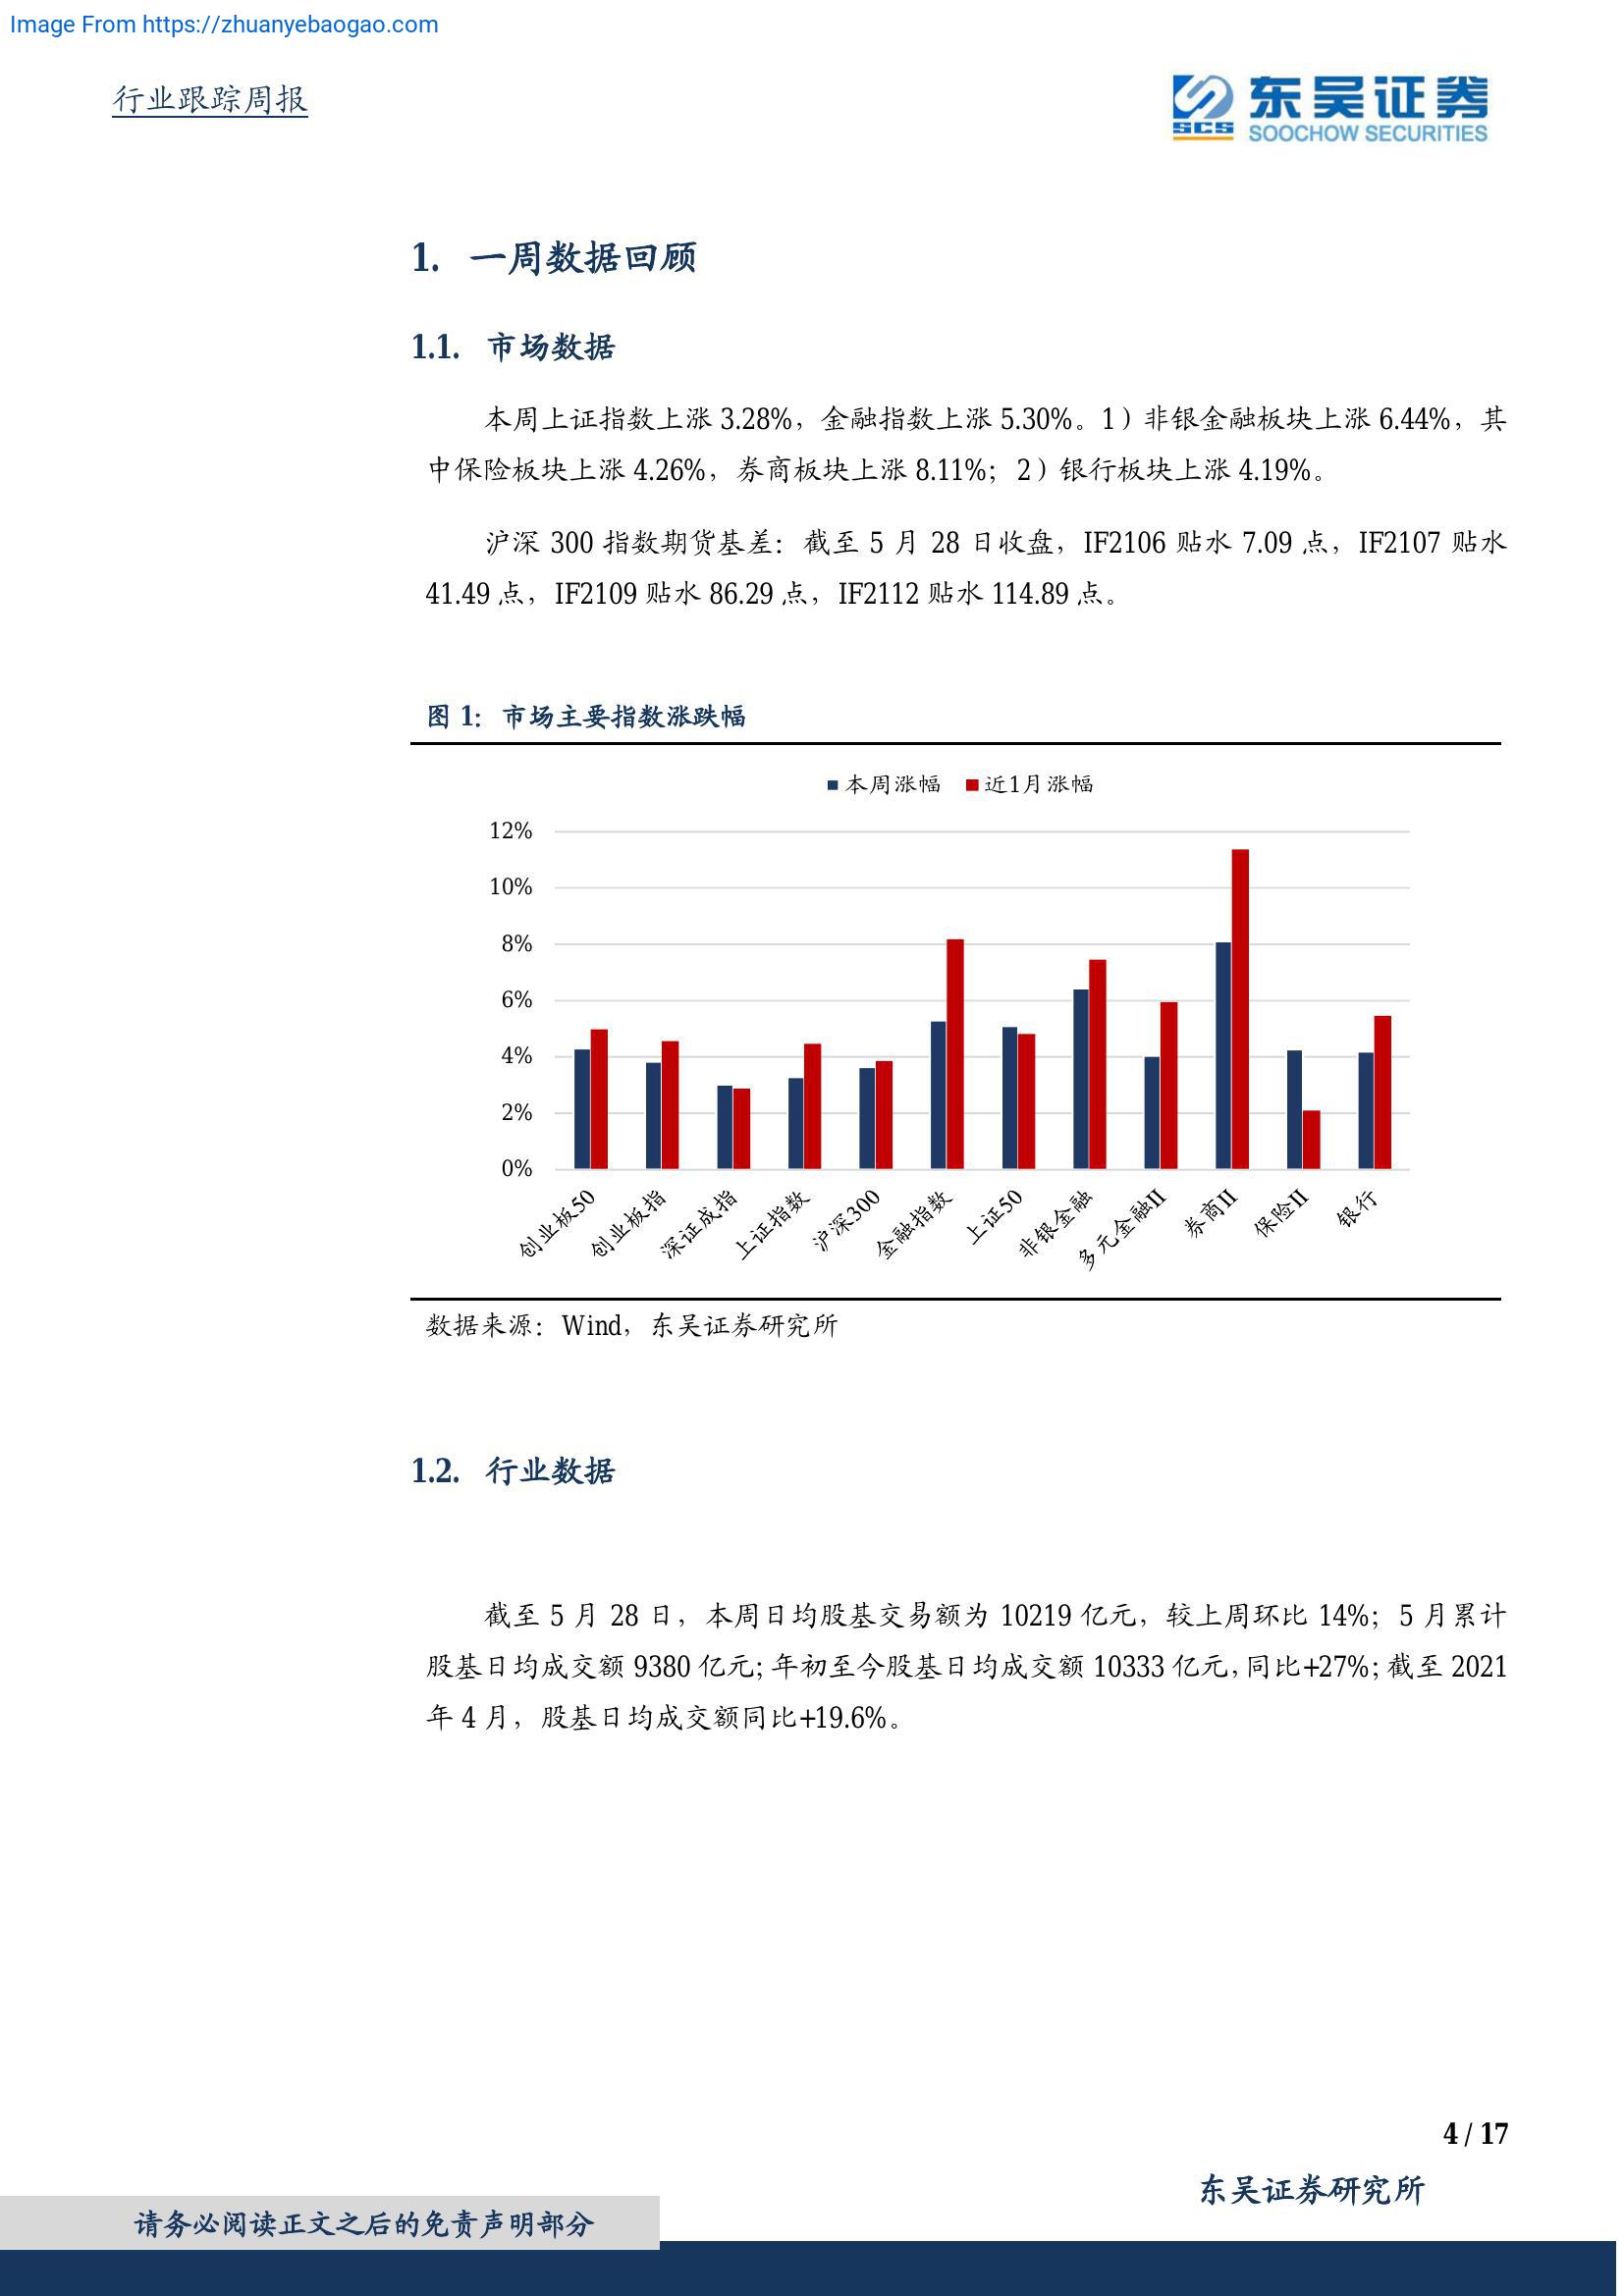 Image From https://zhuanyebaogao.com
行业跟踪周报
SCS 东吴证券
SOOCHOW SECURITIES
1. 一周数据回顾
1.1. 市场数据
本周上证指数上涨 3.28%，金融指数上涨 5.30%。1）非银金融板块上涨 6.44%，其
中保险板块上涨 4.26%，券商板块上涨 8.11%；2）银行板块上涨 4.19%。
沪深 300 指数期货基差：截至 5 月 28 日收盘，IF2106 贴水 7.09 点，IF2107 贴水
41.49 点，IF2109 贴水 86.29 点，IF2112 贴水 114.89 点。
图 1：市场主要指数涨跌幅
本周涨幅 近1月涨幅
12%
10%
8%
6%
4%
2%
0%
创业板50 创业板指 深证成指 上证指数 沪深300 金融指数 上证50 非银金融 多元金融II 券商II 保险II 银行
数据来源：Wind，东吴证券研究所
1.2. 行业数据
截至 5 月 28 日，本周日均股基交易额为 10219 亿元，较上周环比 14%；5 月累计
股基日均成交额 9380 亿元；年初至今股基日均成交额 10333 亿元，同比+27%；截至 2021
年 4 月，股基日均成交额同比+19.6%。
4 / 17
东吴证券研究所
请务必阅读正文之后的免责声明部分